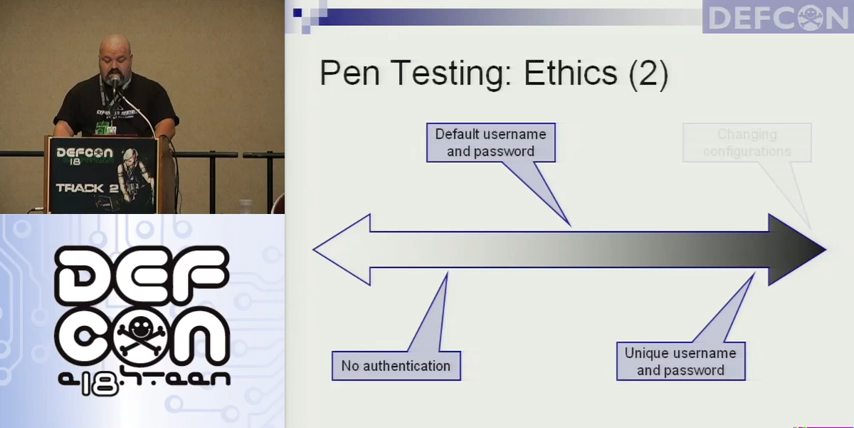 DEFCON
Pen Testing: Ethics (2)
Default username
and password
Changing
configurations
No authentication
Unique username
and password
DEFCON
18
TRACK 2
DEF
CON